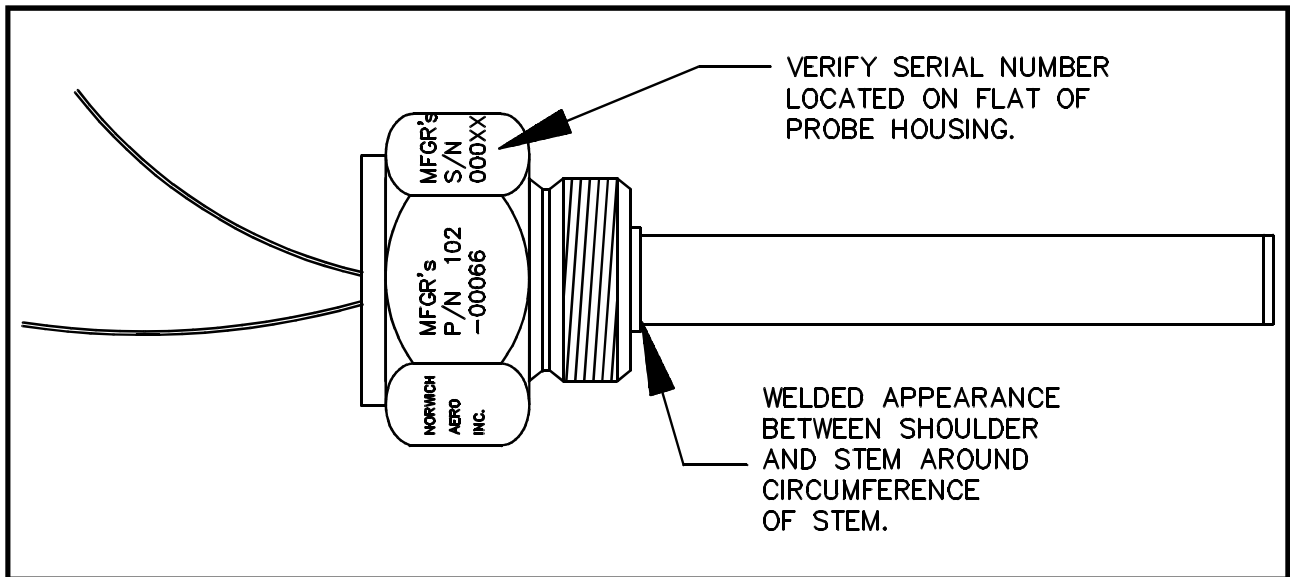 VERIFY SERIAL NUMBER
LOCATED ON FLAT OF
PROBE HOUSING.
MFGR's
S/N
000XX
MFGR's
P/N 102
-00066
NORWICH
AERO
INC.
WELDED APPEARANCE
BETWEEN SHOULDER
AND STEM AROUND
CIRCUMFERENCE
OF STEM.